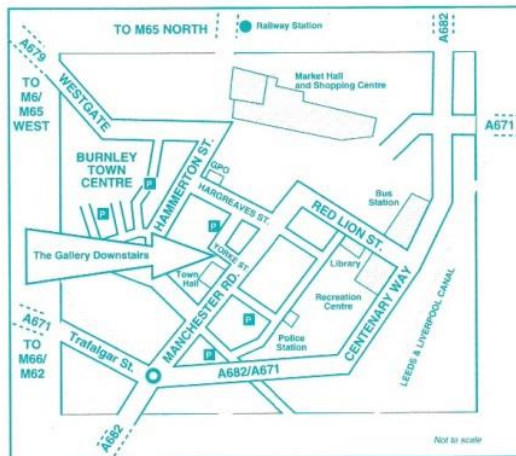 TO M65 NORTH
Railway Station
A682
A679
TO
M6/
M65
WEST
WESTGATE
Market Hall
and Shopping Centre
A671
BURNLEY
TOWN
CENTRE
P
HAMMERTON ST.
GPO
HARGREAVES ST.
P
P
RED LION ST.
Bus
Station
The Gallery Downstairs
YORKE ST
Town
Hall
MANCHESTER RD.
Library
Recreation
Centre
CENTENARY WAY
LEEDS & LIVERPOOL CANAL
A671
TO
M66/
M62
Trafalgar St.
P
Police
Station
P
A682/A671
A682
Not to scale